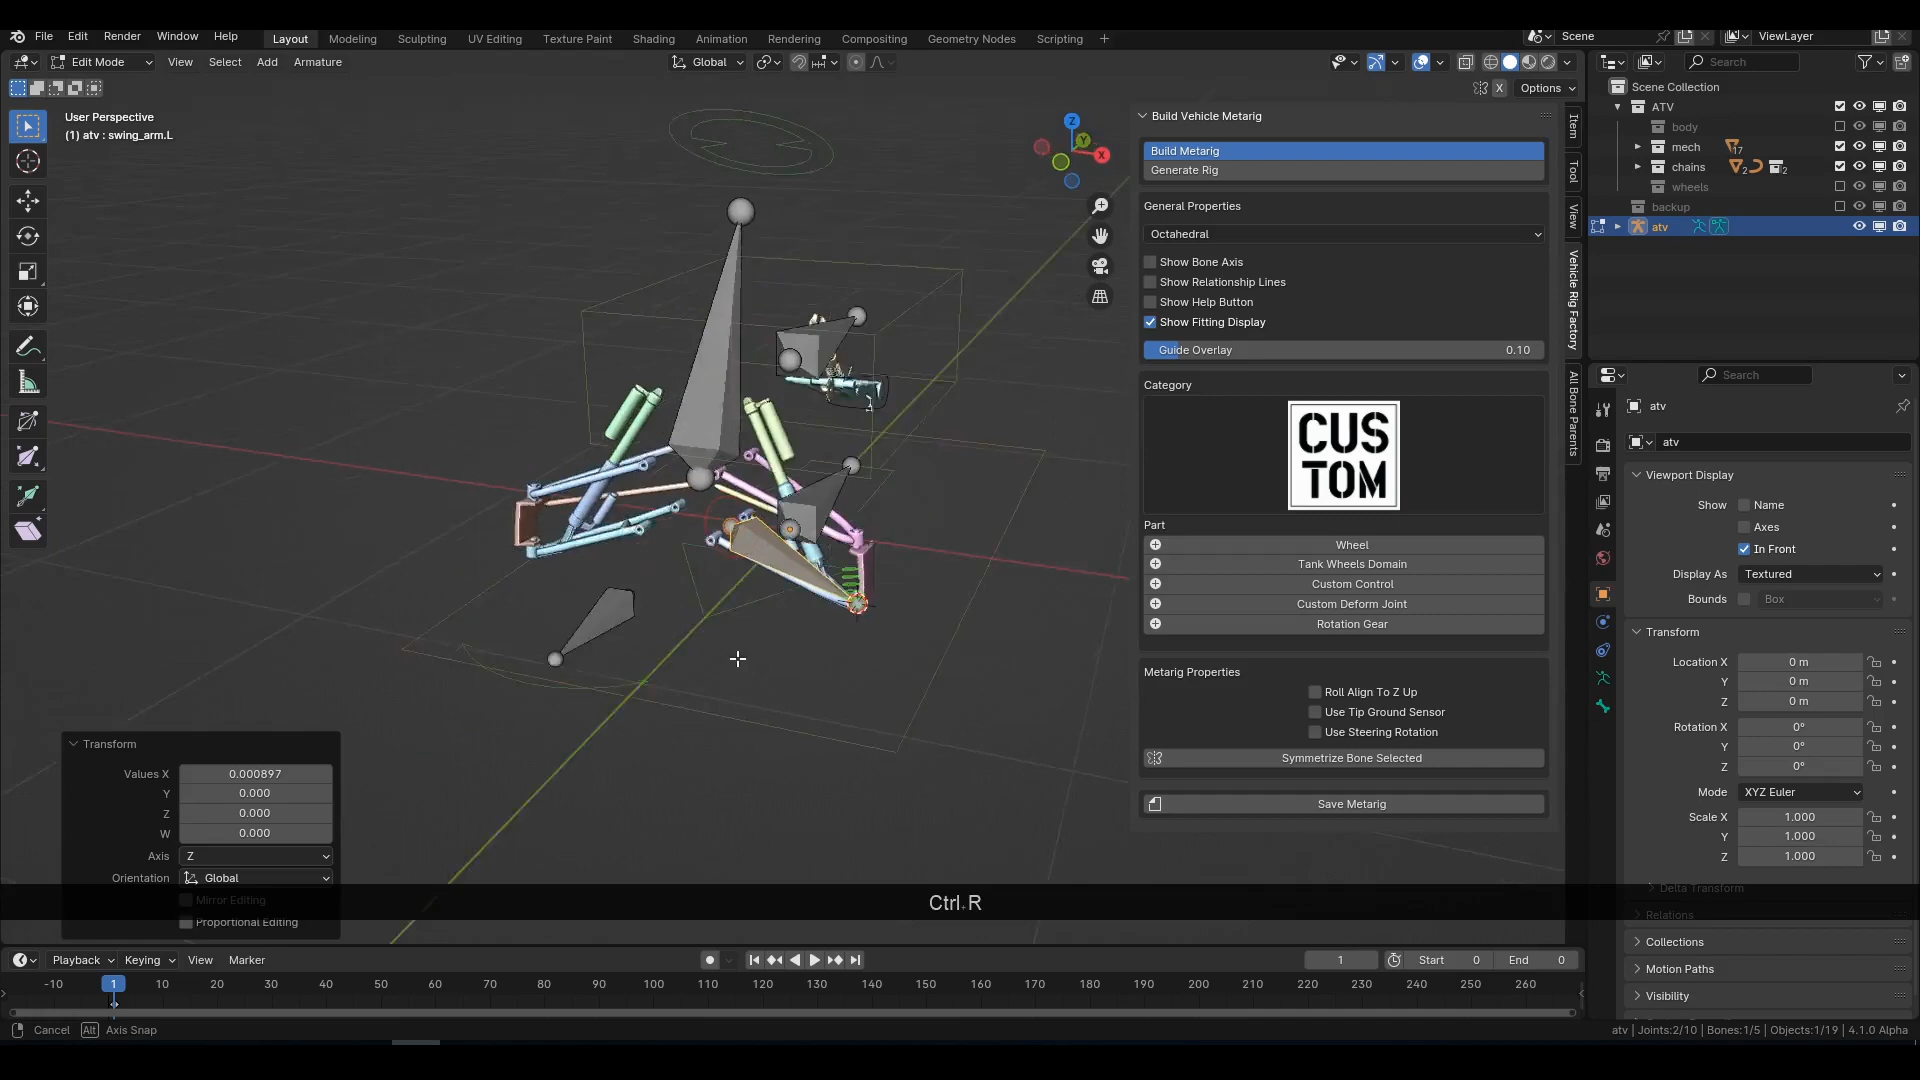 File Edit Render Window Help
Layout Modeling Sculpting UV Editing Texture Paint Shading Animation Rendering Compositing Geometry Nodes Scripting +
Scene
ViewLayer
Edit Mode View Select Add Armature
Global
Search
X Options
User Perspective
(1) atv : swing_arm.L
Z
Y
X
Build Vehicle Metarig
Build Metarig
Generate Rig
General Properties
Octahedral
Show Bone Axis
Show Relationship Lines
Show Help Button
Show Fitting Display
Guide Overlay 0.10
Category
CUS
TOM
Part
Wheel
Tank Wheels Domain
Custom Control
Custom Deform Joint
Rotation Gear
Metarig Properties
Roll Align To Z Up
Use Tip Ground Sensor
Use Steering Rotation
Symmetrize Bone Selected
Save Metarig
Item
Tool
View
Vehicle Rig Factory
All Bone Parents
Scene Collection
ATV
body
mech 17
chains 2 2
wheels
backup
atv
Search
atv
atv
Viewport Display
Show Name
Axes
In Front
Display As Textured
Bounds Box
Transform
Location X 0 m
Y 0 m
Z 0 m
Rotation X 0°
Y 0°
Z 0°
Mode XYZ Euler
Scale X 1.000
Y 1.000
Z 1.000
Delta Transform
Relations
Collections
Motion Paths
Visibility
Transform
Values X 0.000897
Y 0.000
Z 0.000
W 0.000
Axis Z
Orientation Global
Mirror Editing
Proportional Editing
Ctrl R
Playback Keying View Marker
1 Start 0 End 0
-10 1 10 20 30 40 50 60 70 80 90 100 110 120 130 140 150 160 170 180 190 200 210 220 230 240 250 260
Cancel Alt Axis Snap
atv | Joints:2/10 | Bones:1/5 | Objects:1/19 | 4.1.0 Alpha